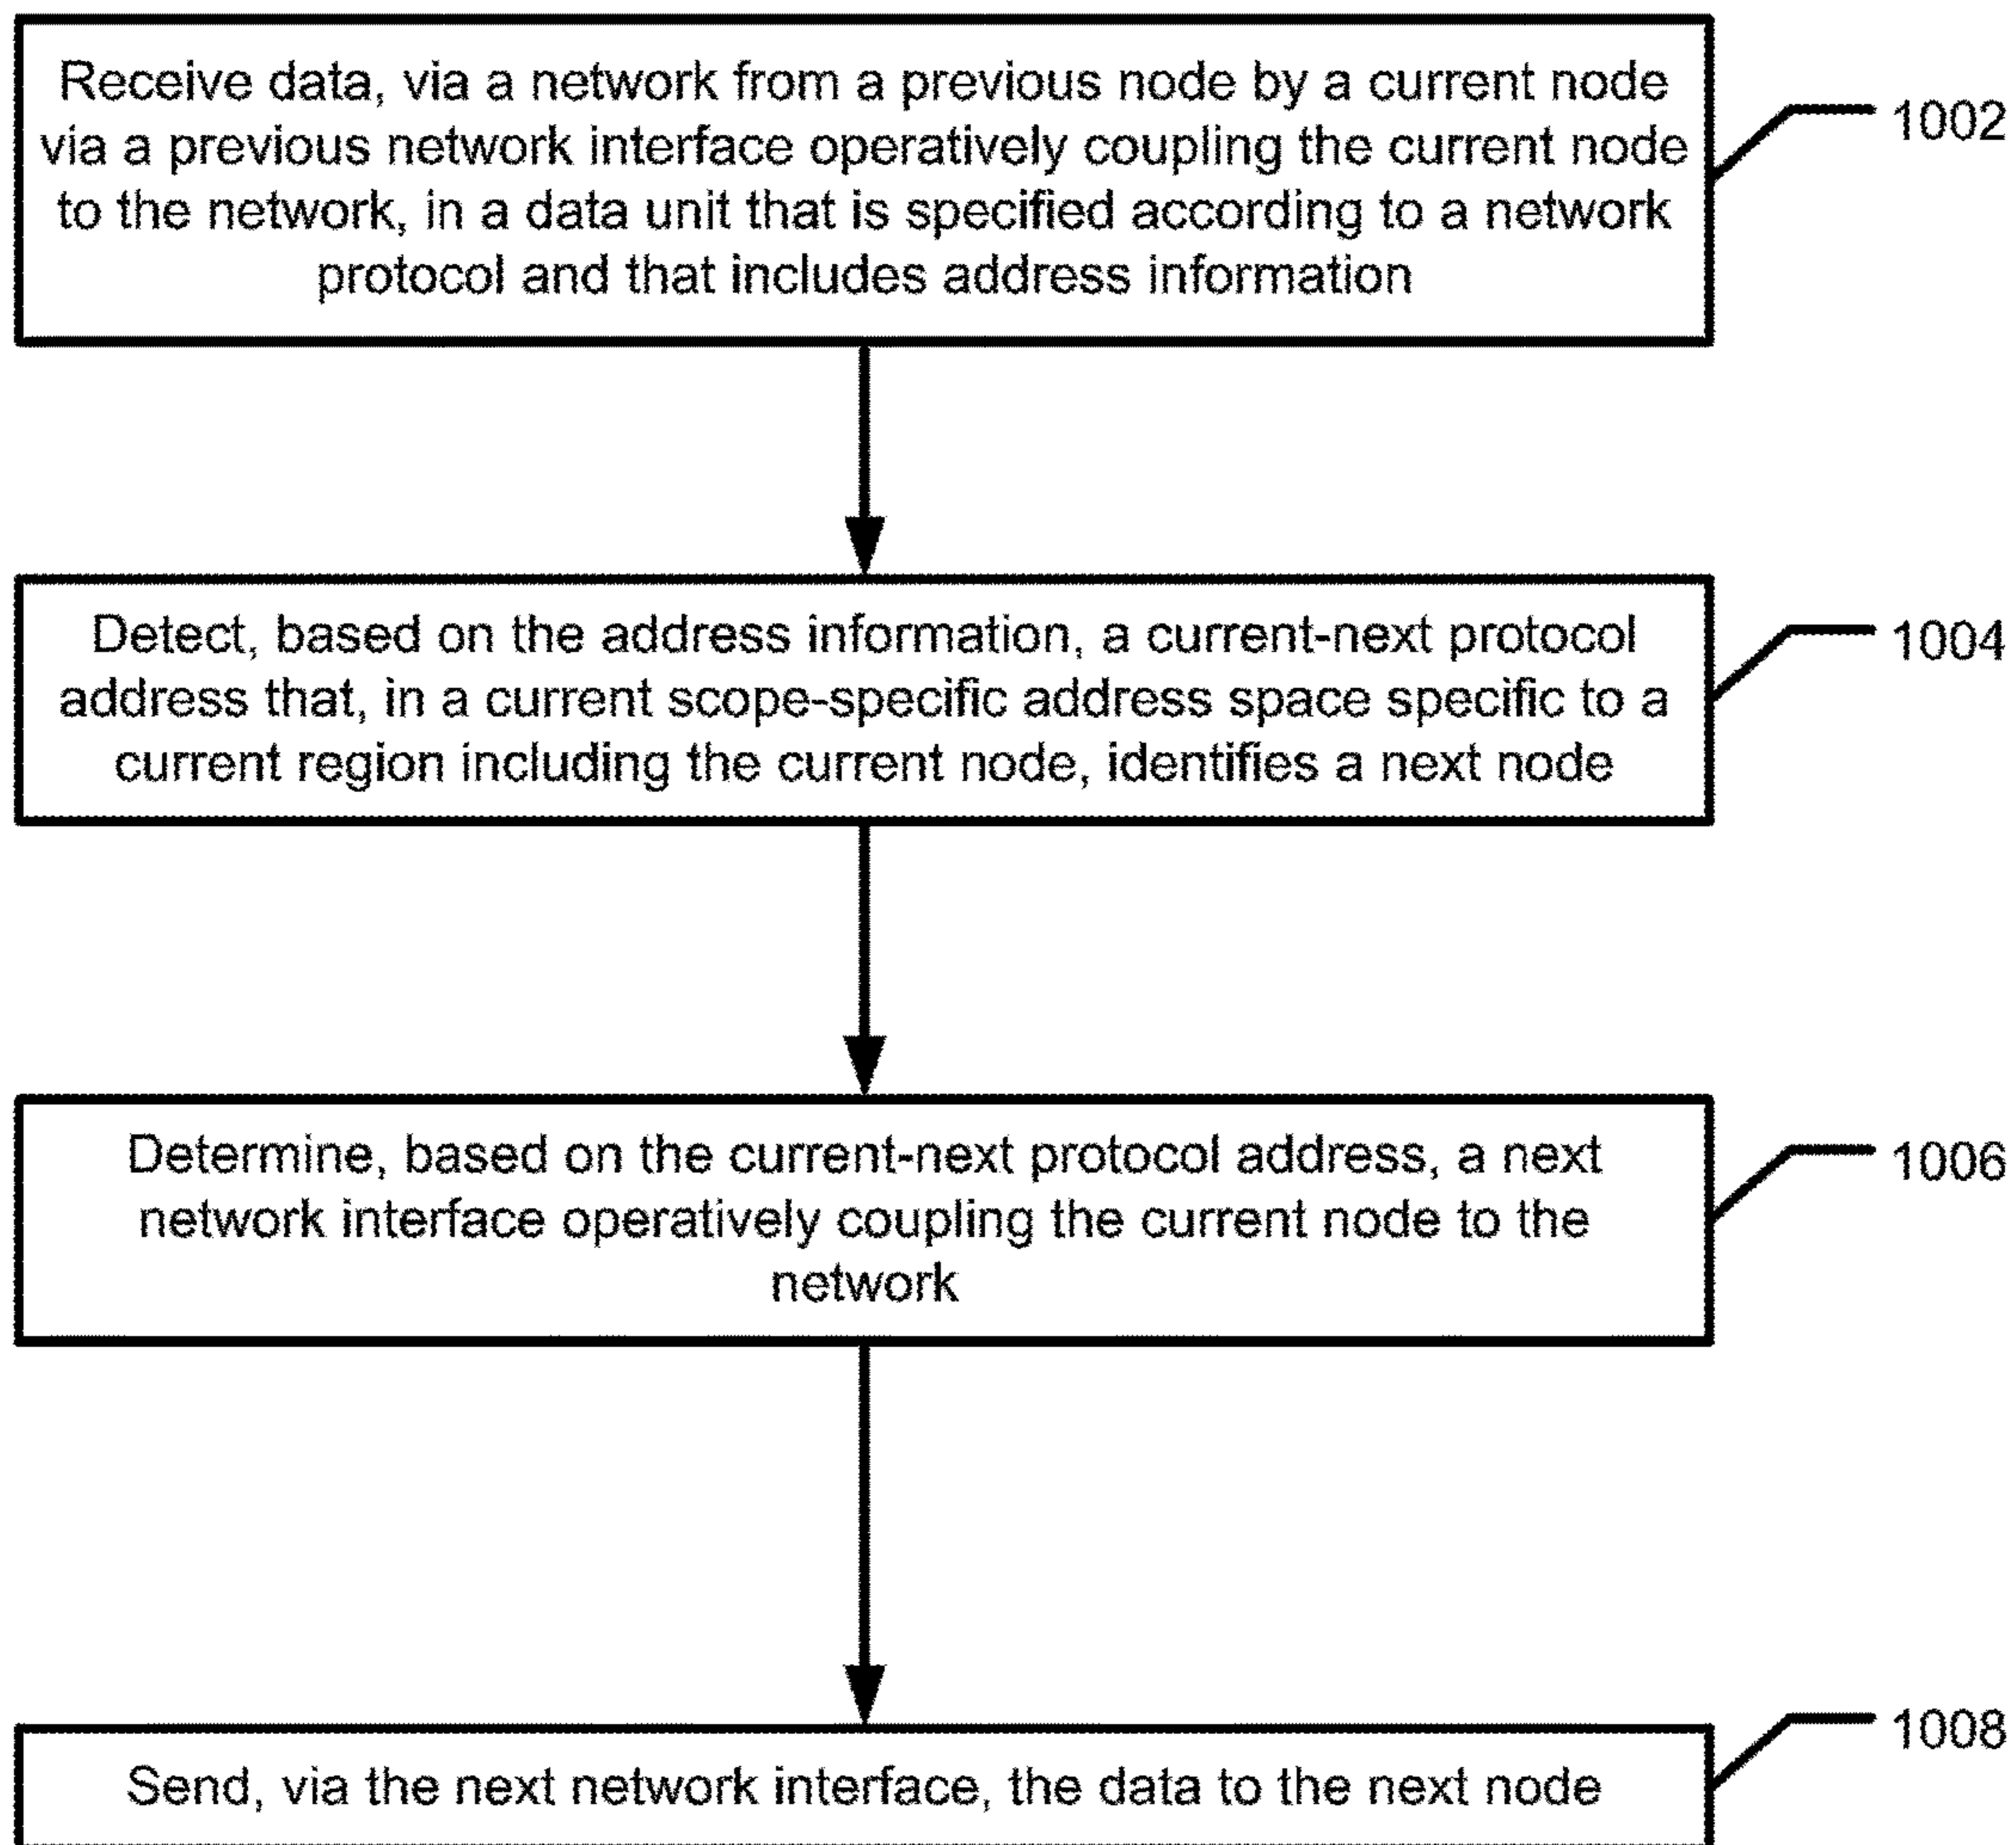 Receive data, via a network from a previous node by a current node
via a previous network interface operatively coupling the current node
to the network, in a data unit that is specified according to a network
protocol and that includes address information
1002
Detect, based on the address information, a current-next protocol
address that, in a current scope-specific address space specific to a
current region including the current node, identifies a next node
1004
Determine, based on the current-next protocol address, a next
network interface operatively coupling the current node to the
network
1006
Send, via the next network interface, the data to the next node
1008